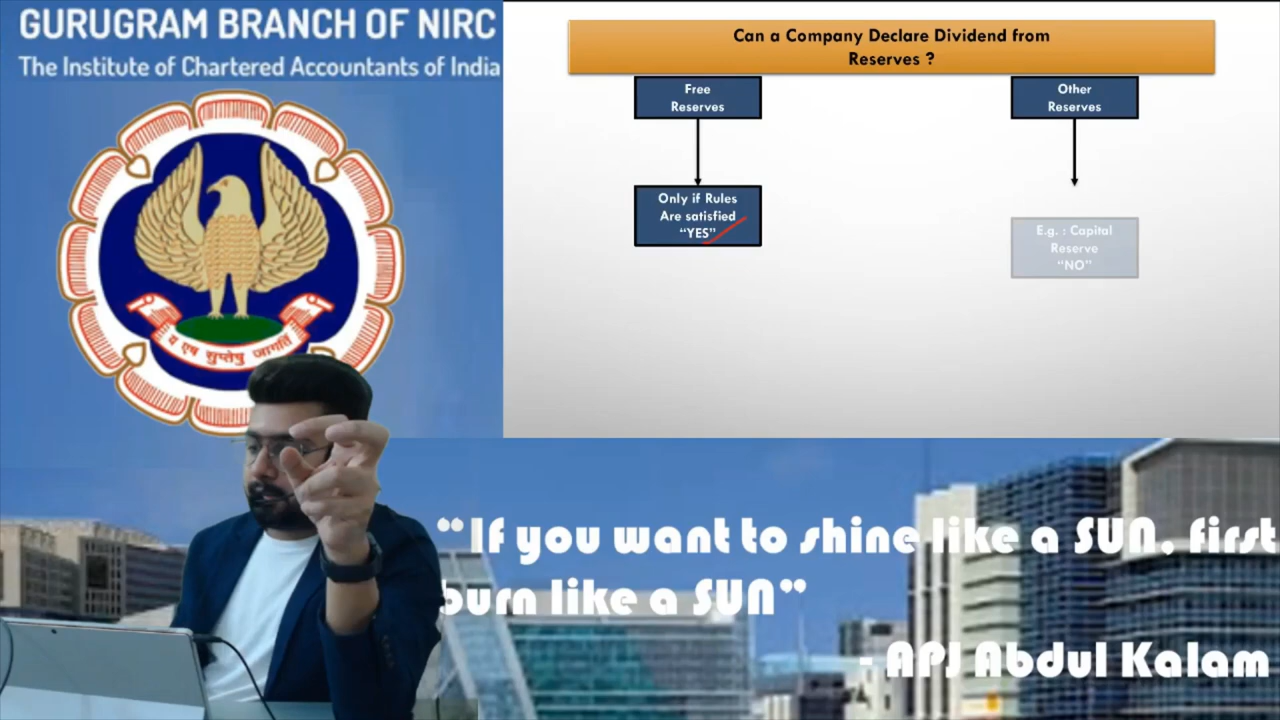 GURUGRAM BRANCH OF NIRC
The Institute of Chartered Accountants of India
य एष सुप्तेषु जागर्ति
Can a Company Declare Dividend from
Reserves ?
Free
Reserves
Only if Rules
Are satisfied
“YES”
Other
Reserves
E.g. : Capital
Reserve
“NO”
“If you want to shine like a SUN, first
burn like a SUN”
- APJ Abdul Kalam